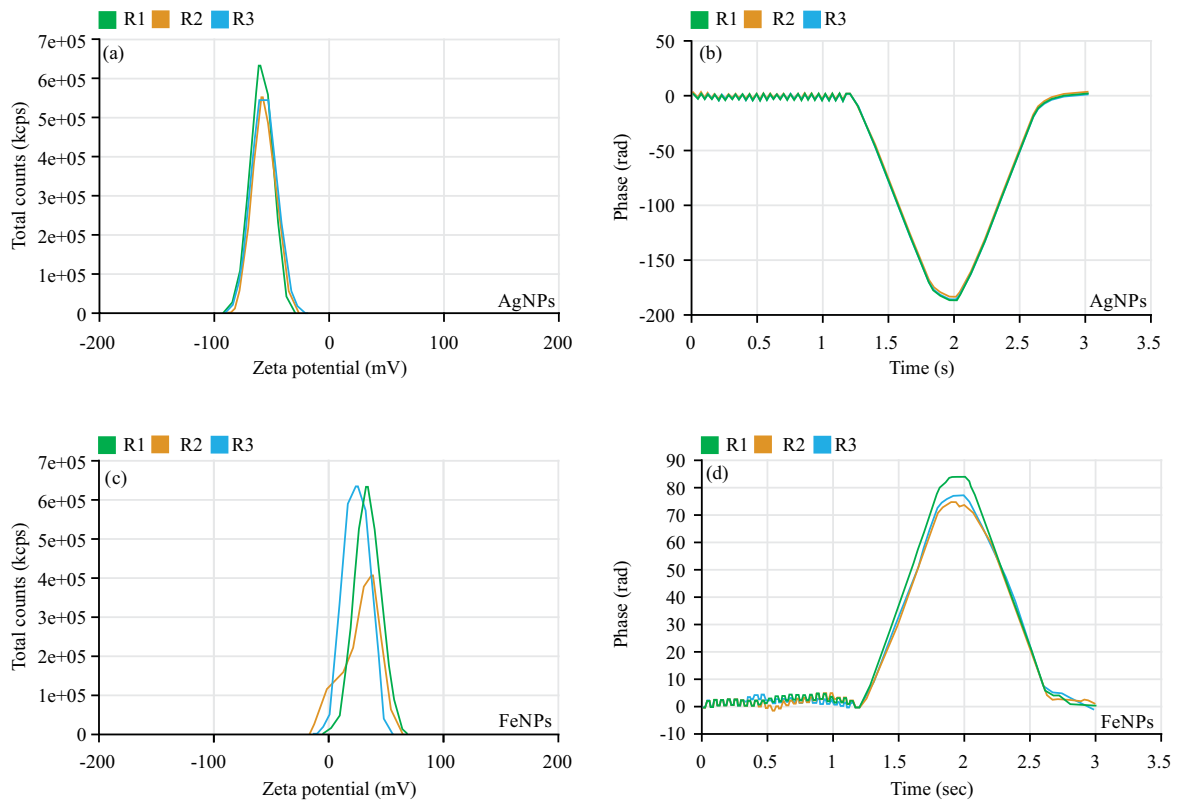 R1 R2 R3
(a)
Total counts (kcps)
7e+05
6e+05
5e+05
4e+05
3e+05
2e+05
1e+05
0
-200 -100 0 100 200
Zeta potential (mV)
AgNPs
R1 R2 R3
(b)
Phase (rad)
50
0
-50
-100
-150
-200
0 0.5 1 1.5 2 2.5 3 3.5
Time (s)
AgNPs
R1 R2 R3
(c)
Total counts (kcps)
7e+05
6e+05
5e+05
4e+05
3e+05
2e+05
1e+05
0
-200 -100 0 100 200
Zeta potential (mV)
FeNPs
R1 R2 R3
(d)
Phase (rad)
90
80
70
60
50
40
30
20
10
0
-10
0 0.5 1 1.5 2 2.5 3 3.5
Time (sec)
FeNPs